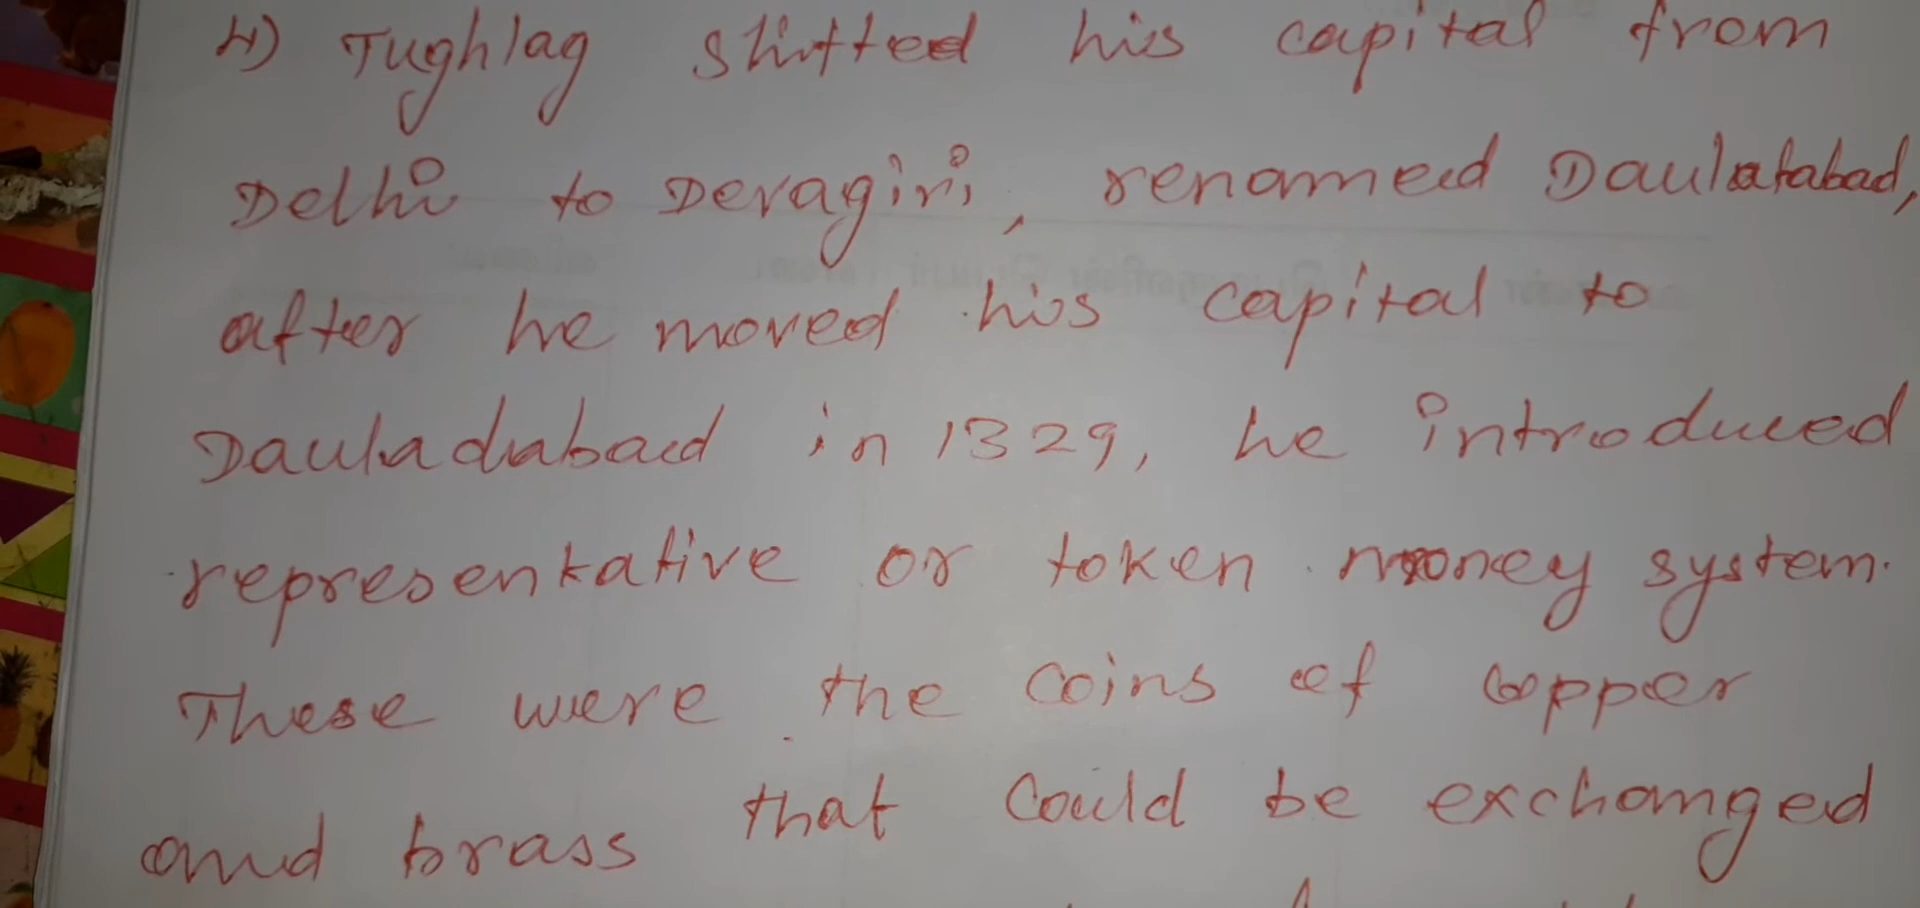 4) Tughlag shifted his capital from
Delhi to Devagiri, renamed Daulatabad,
after he moved his capital to
Dauladabad in 1329, he introduced
representative or token money system.
These were the coins of copper
and brass that could be exchanged